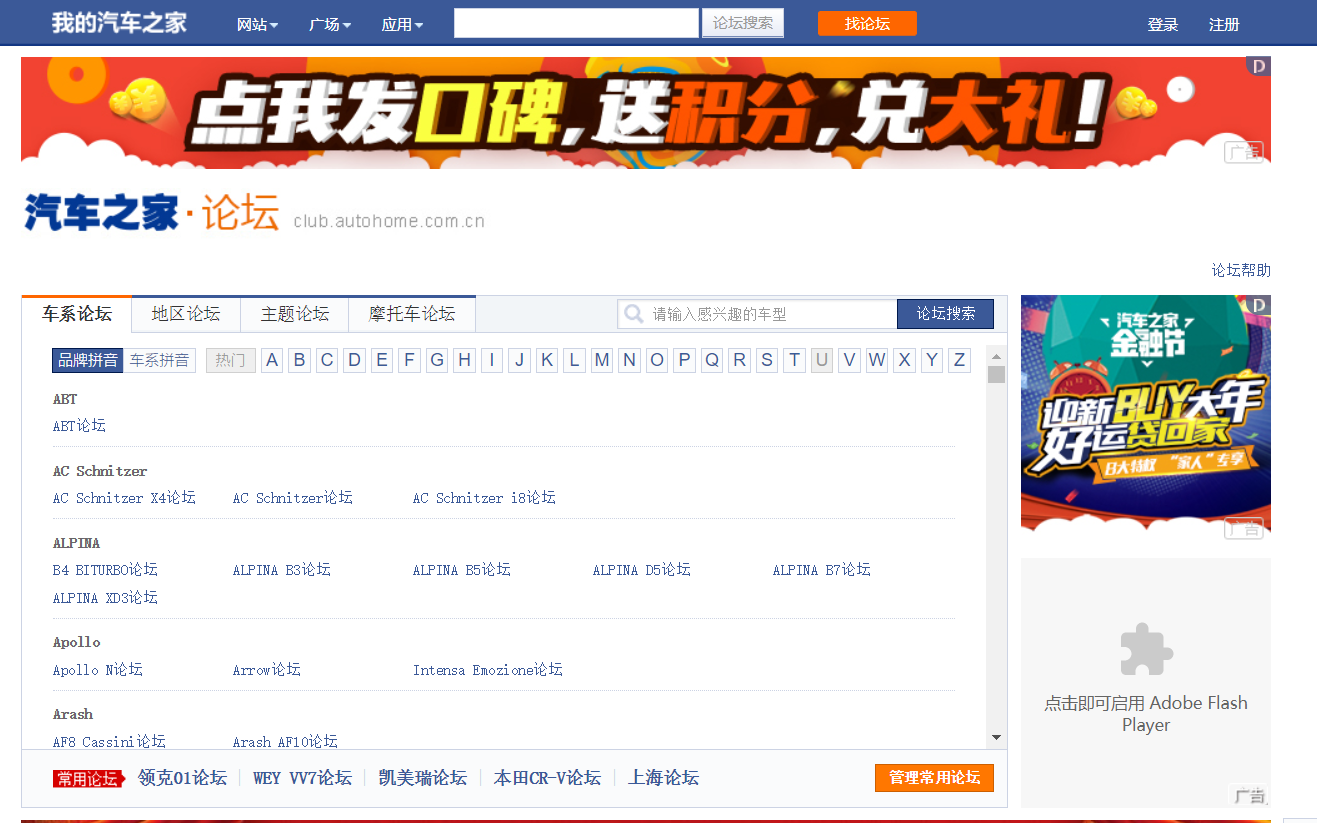 我的汽车之家 网站 广场 应用 论坛搜索 找论坛 登录 注册
D
点我发口碑,送积分,兑大礼!
广告
汽车之家·论坛 club.autohome.com.cn
论坛帮助
车系论坛 地区论坛 主题论坛 摩托车论坛 请输入感兴趣的车型 论坛搜索
品牌拼音 车系拼音 热门 A B C D E F G H I J K L M N O P Q R S T U V W X Y Z
ABT
ABT论坛
AC Schnitzer
AC Schnitzer X4论坛 AC Schnitzer论坛 AC Schnitzer i8论坛
ALPINA
B4 BITURBO论坛 ALPINA B3论坛 ALPINA B5论坛 ALPINA D5论坛 ALPINA B7论坛
ALPINA XD3论坛
Apollo
Apollo N论坛 Arrow论坛 Intensa Emozione论坛
Arash
AF8 Cassini论坛 Arash AF10论坛
常用论坛 领克01论坛 WEY VV7论坛 凯美瑞论坛 本田CR-V论坛 上海论坛 管理常用论坛
D
汽车之家
金融节
迎新BUY大年
好运贷回家
8大特权 “家人”专享
广告
点击即可启用 Adobe Flash
Player
广告